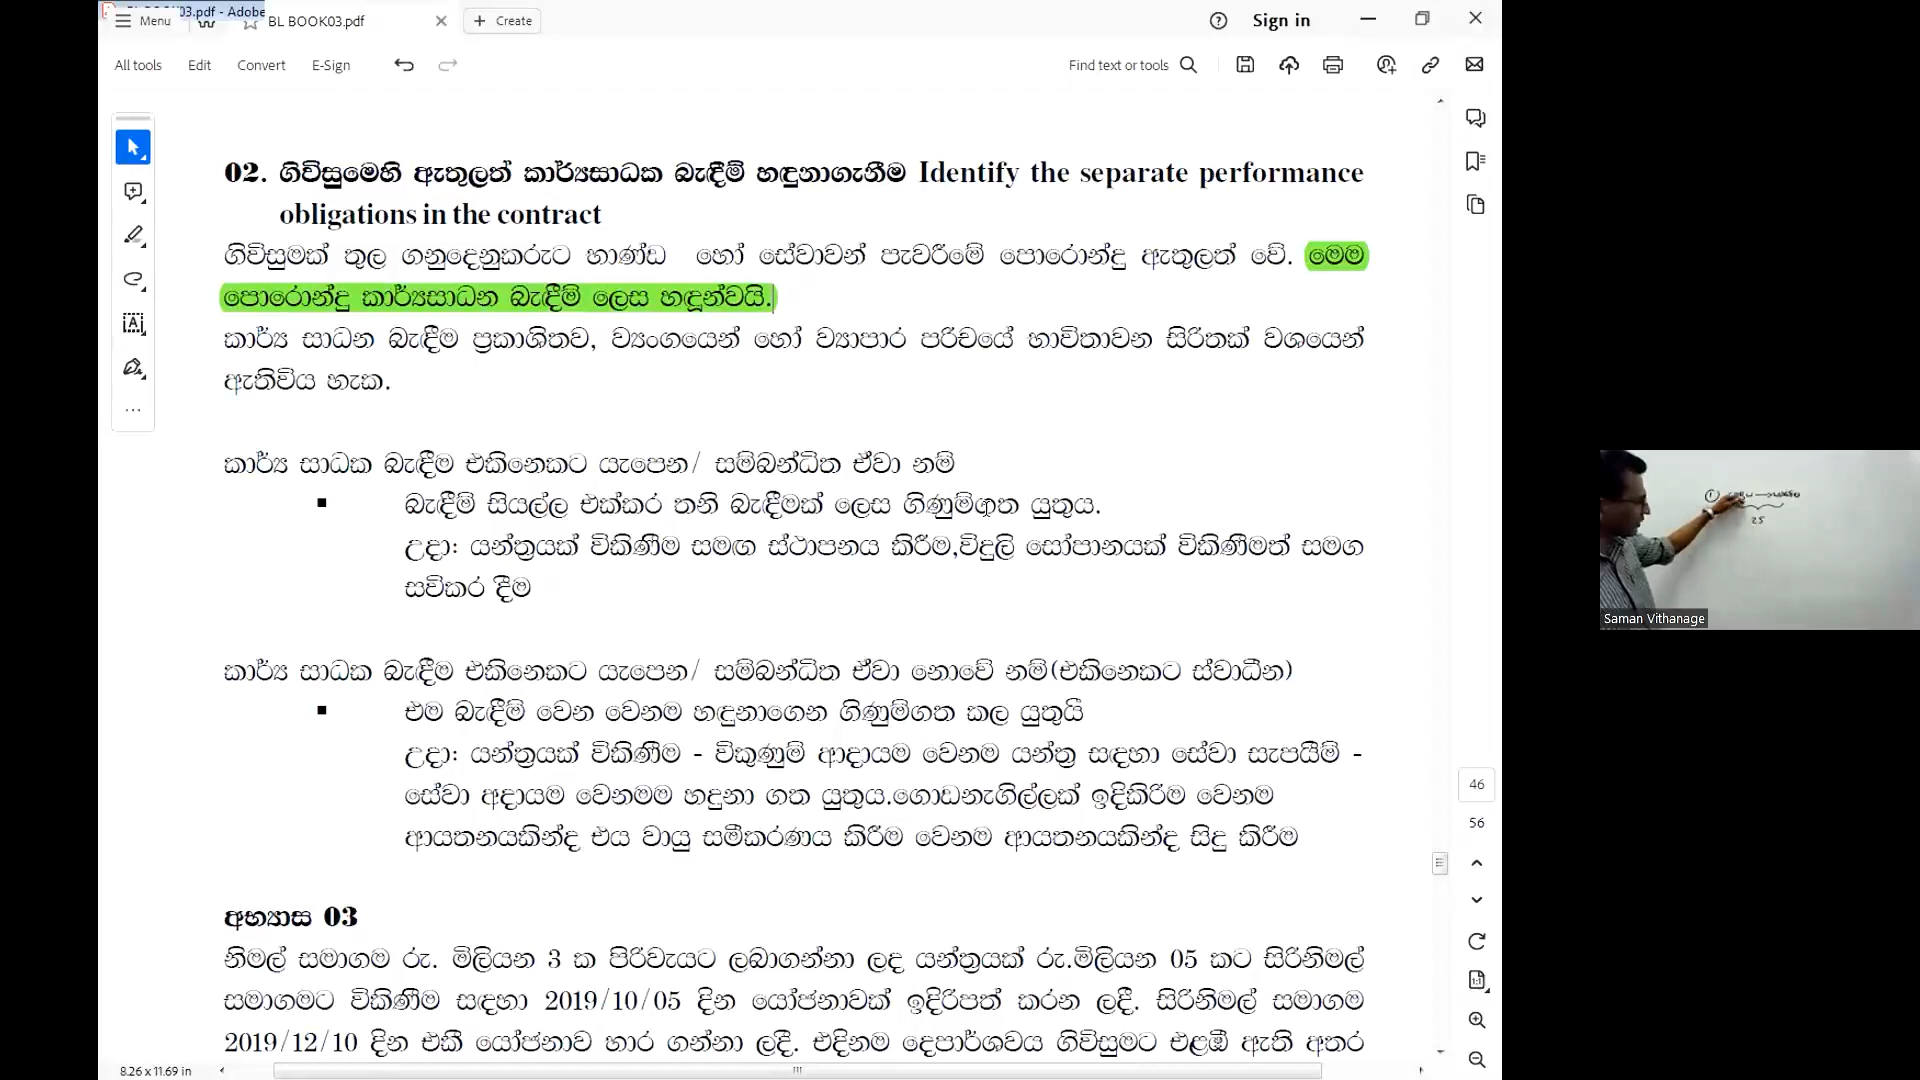 03.pdf - Adobe
Menu
BL BOOK03.pdf
Create
Sign in
All tools
Edit
Convert
E-Sign
Find text or tools
02. ගිවිසුමෙහි ඇතුලත් කාර්යසාධක බැඳීම් හඳුනාගැනීම Identify the separate performance
obligations in the contract
ගිවිසුමක් තුල ගනුදෙනුකරුට භාණ්ඩ හෝ සේවාවන් පැවරීමේ පොරොන්දු ඇතුලත් වේ. මෙම
පොරොන්දු කාර්යසාධන බැඳීම් ලෙස හඳුන්වයි.
කාර්ය සාධන බැඳීම ප්‍රකාශිතව, ව්‍යංගයෙන් හෝ ව්‍යාපාර පරිචයේ භාවිතාවන සිරිතක් වශයෙන්
ඇතිවිය හැක.
කාර්ය සාධක බැඳීම එකිනෙකට යැපෙන/ සම්බන්ධිත ඒවා නම්
▪ බැඳීම් සියල්ල එක්කර තනි බැඳීමක් ලෙස ගිණුම්ගත යුතුය.
උදා: යන්ත්‍රයක් විකිණීම සමඟ ස්ථාපනය කිරීම,විදුලි සෝපානයක් විකිණීමත් සමග
සවිකර දීම
කාර්ය සාධක බැඳීම එකිනෙකට යැපෙන/ සම්බන්ධිත ඒවා නොවේ නම්(එකිනෙකට ස්වාධීන)
▪ එම බැඳීම් වෙන වෙනම හඳුනාගෙන ගිණුම්ගත කල යුතුයි
උදා: යන්ත්‍රයක් විකිණීම - විකුණුම් ආදායම වෙනම යන්ත්‍ර සඳහා සේවා සැපයීම් -
සේවා අදායම වෙනමම හදුනා ගත යුතුය.ගොඩනැගිල්ලක් ඉදිකිරිම වෙනම
ආයතනයකින්ද එය වායු සමීකරණය කිරීම වෙනම ආයතනයකින්ද සිදු කිරීම
අභ්‍යාස 03
නිමල් සමාගම රු. මිලියන 3 ක පිරිවැයට ලබාගන්නා ලද යන්ත්‍රයක් රු.මිලියන 05 කට සිරිනිමල්
සමාගමට විකිණීම සඳහා 2019/10/05 දින යෝජනාවක් ඉදිරිපත් කරන ලදී. සිරිනිමල් සමාගම
2019/12/10 දින එකී යෝජනාව භාර ගන්නා ලදී. එදිනම දෙපාර්ශවය ගිවිසුමට එළඹී ඇති අතර
46
56
8.26 x 11.69 in
25
Saman Vithanage